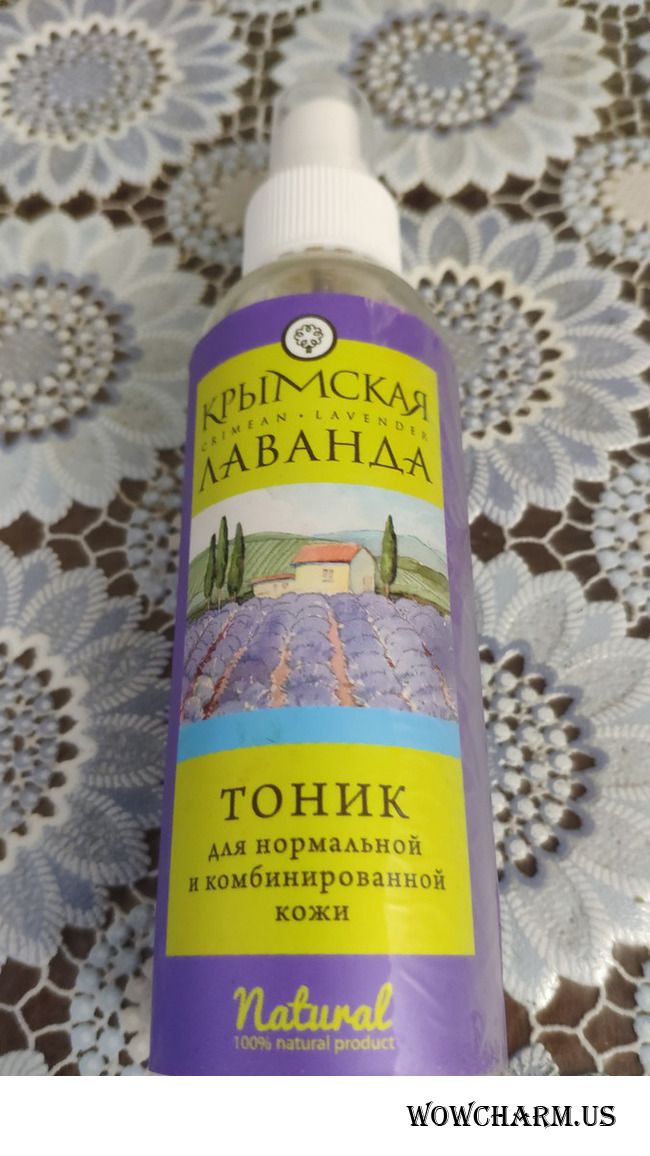 КРЫМСКАЯ
CRIMEAN · LAVENDER
ЛАВАНДА
ТОНИК
для нормальной
и комбинированной
кожи
Natural
100% natural product
WOWCHARM.US